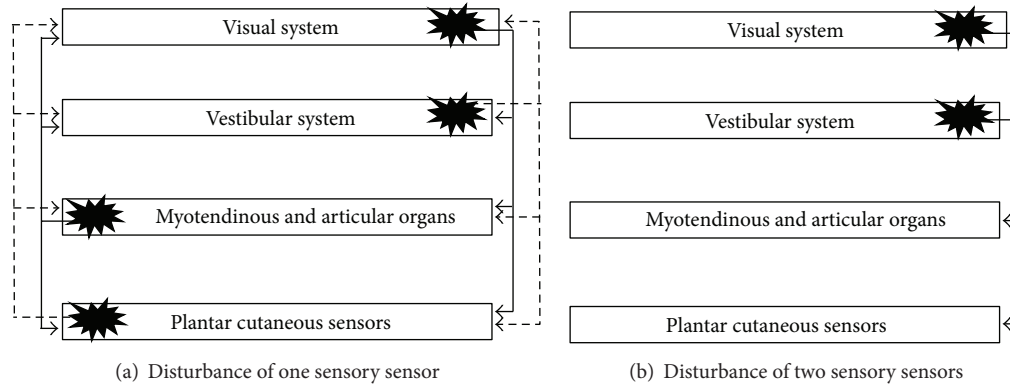 Visual system
Vestibular system
Myotendinous and articular organs
Plantar cutaneous sensors
(a) Disturbance of one sensory sensor
Visual system
Vestibular system
Myotendinous and articular organs
Plantar cutaneous sensors
(b) Disturbance of two sensory sensors